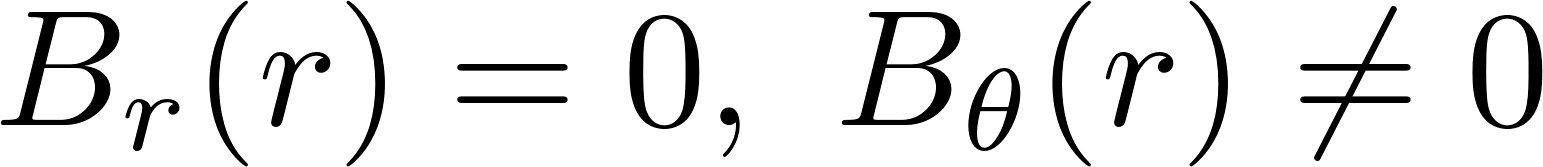 B_r(r) = 0, B_θ(r) ≠ 0